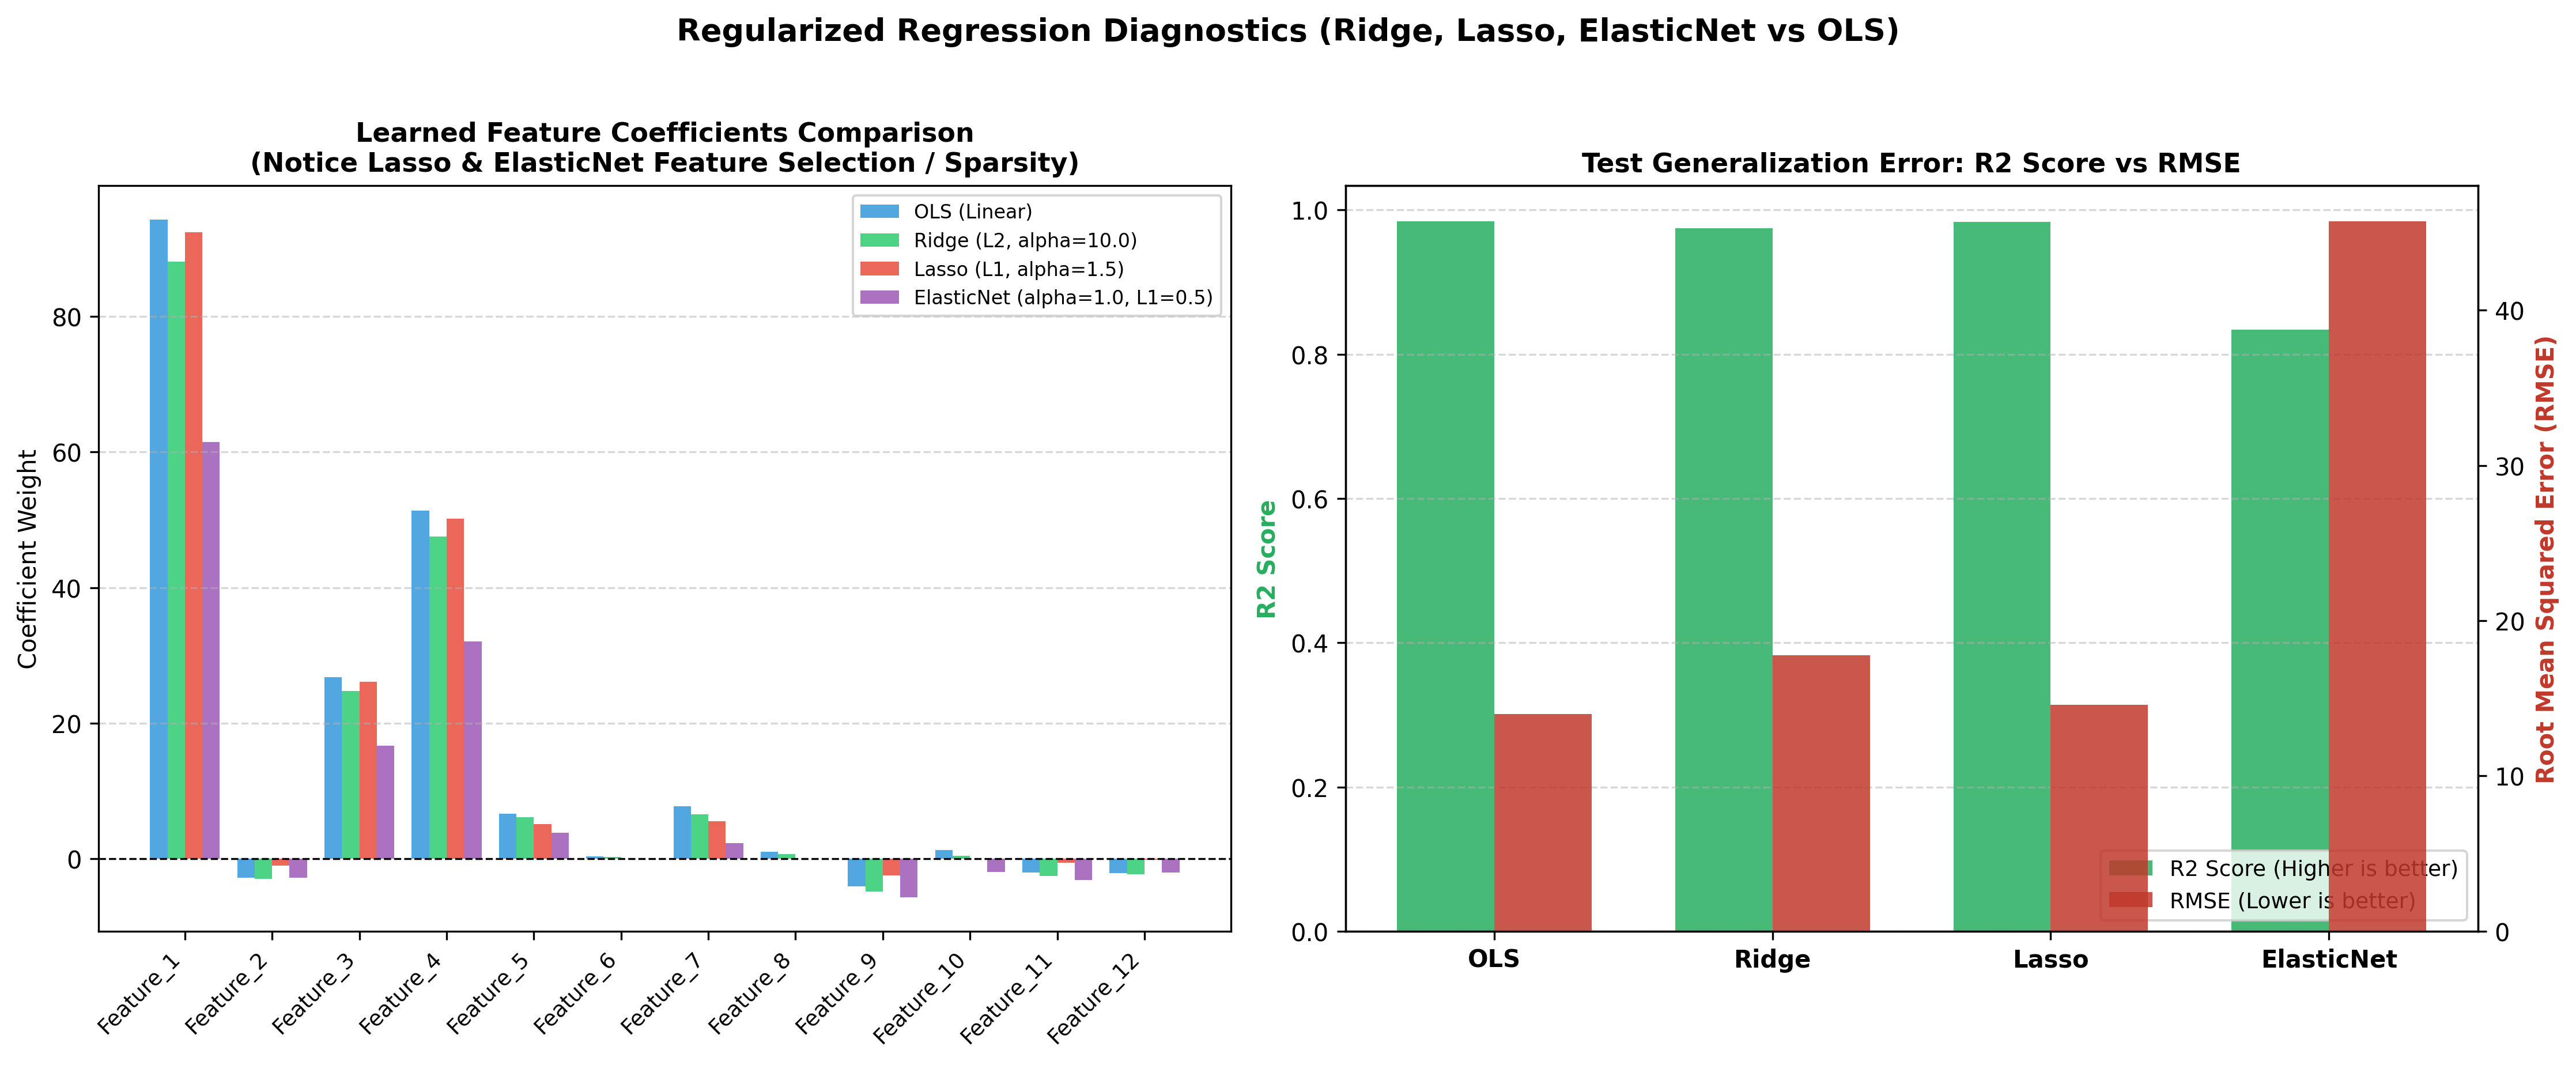 Regularized Regression Diagnostics (Ridge, Lasso, ElasticNet vs OLS)
Learned Feature Coefficients Comparison
(Notice Lasso & ElasticNet Feature Selection / Sparsity)
OLS (Linear)
Ridge (L2, alpha=10.0)
Lasso (L1, alpha=1.5)
ElasticNet (alpha=1.0, L1=0.5)
Coefficient Weight
80
60
40
20
0
Feature_1
Feature_2
Feature_3
Feature_4
Feature_5
Feature_6
Feature_7
Feature_8
Feature_9
Feature_10
Feature_11
Feature_12
Test Generalization Error: R2 Score vs RMSE
R2 Score
1.0
0.8
0.6
0.4
0.2
0.0
R2 Score (Higher is better)
RMSE (Lower is better)
OLS
Ridge
Lasso
ElasticNet
40
30
20
10
0
Root Mean Squared Error (RMSE)